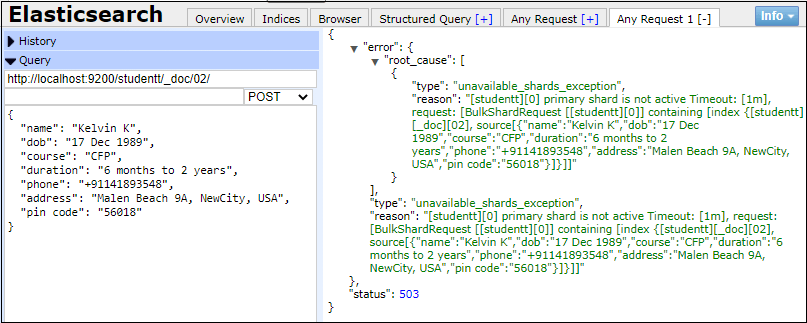 Elasticsearch
Overview Indices Browser Structured Query [+] Any Request [+] Any Request 1 [-] Info
History
Query
http://localhost:9200/studentt/_doc/02/
POST
{
"name": "Kelvin K",
"dob": "17 Dec 1989",
"course": "CFP",
"duration": "6 months to 2 years",
"phone": "+91141893548",
"address": "Malen Beach 9A, NewCity, USA",
"pin code": "56018"
}
{
"error": {
"root_cause": [
{
"type": "unavailable_shards_exception",
"reason": "[studentt][0] primary shard is not active Timeout: [1m],
request: [BulkShardRequest [[studentt][0]] containing [index {[studentt]
[_doc][02], source[{"name":"Kelvin K","dob":"17 Dec
1989","course":"CFP","duration":"6 months to 2
years","phone":"+91141893548","address":"Malen Beach 9A, NewCity,
USA","pin code":"56018"}]}]]"
}
],
"type": "unavailable_shards_exception",
"reason": "[studentt][0] primary shard is not active Timeout: [1m], request:
[BulkShardRequest [[studentt][0]] containing [index {[studentt][_doc][02],
source[{"name":"Kelvin K","dob":"17 Dec 1989","course":"CFP","duration":"6
months to 2 years","phone":"+91141893548","address":"Malen Beach 9A,
NewCity, USA","pin code":"56018"}]}]]"
},
"status": 503
}